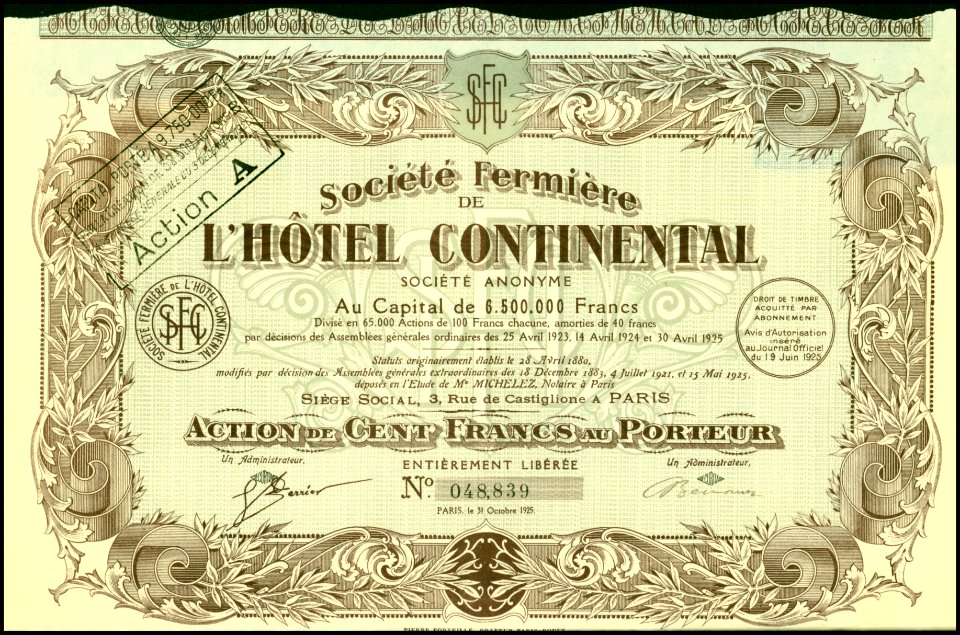 SFC
CAPITAL PORTÉ A 9.750.000
Action A
Société Fermière
DE
L'HÔTEL CONTINENTAL
SOCIÉTÉ ANONYME
Au Capital de 6.500.000 Francs
Divisé en 65.000 Actions de 100 Francs chacune, amorties de 40 francs
par décisions des Assemblées générales ordinaires des 25 Avril 1923, 14 Avril 1924 et 30 Avril 1925
SOCIÉTÉ FERMIÈRE DE L'HÔTEL CONTINENTAL
SFC
DROIT DE TIMBRE
ACQUITTÉ PAR
ABONNEMENT
Avis d'Autorisation
inséré
au Journal Officiel
du 19 Juin 1925
Statuts originairement établis le 28 Avril 1880,
modifiés par décision des Assemblées générales extraordinaires des 18 Décembre 1883, 4 Juillet 1921, et 15 Mai 1925,
déposés en l'Etude de Me MICHELEZ, Notaire à Paris
SIÈGE SOCIAL, 3, Rue de Castiglione A PARIS
ACTION DE CENT FRANCS AU PORTEUR
Un Administrateur,
ENTIÈREMENT LIBÉRÉE
Un Administrateur,
No. 048,839
PARIS, le 31 Octobre 1925.